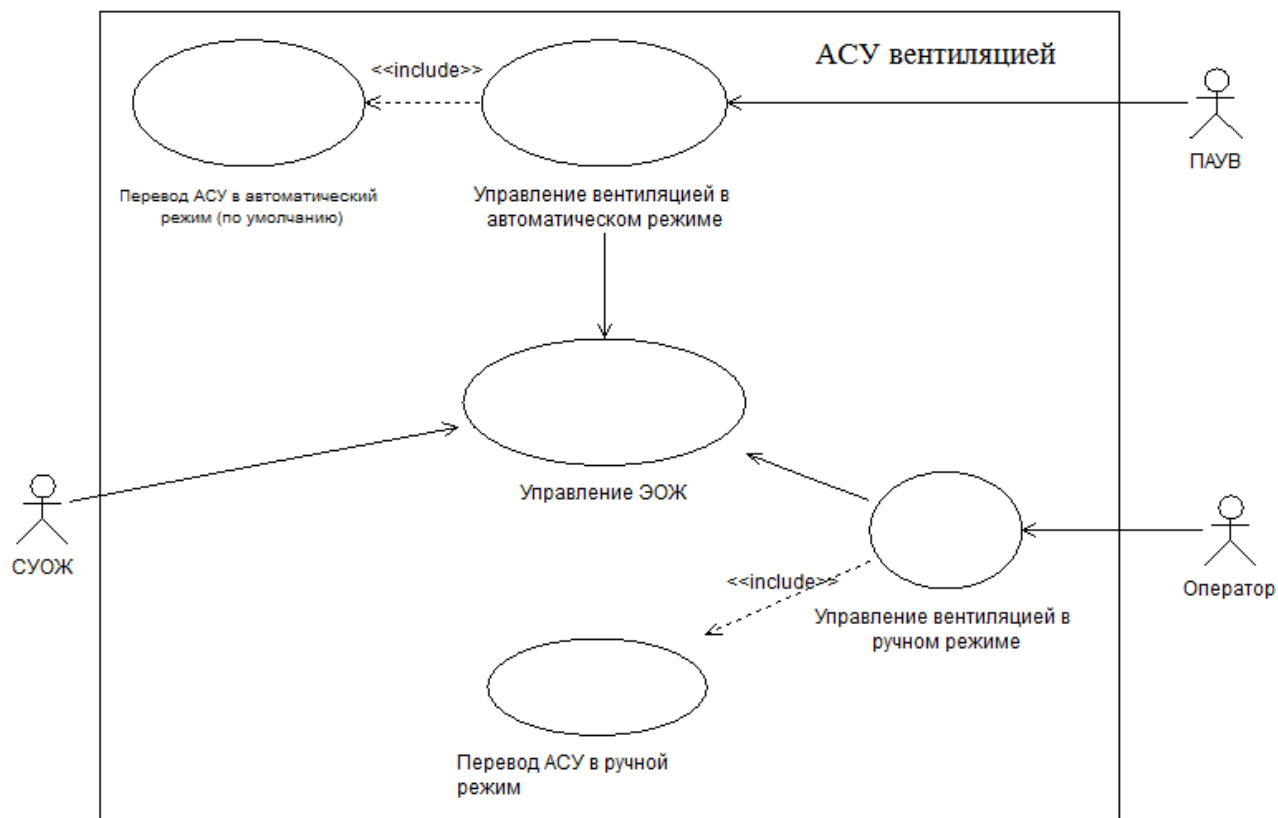 АСУ вентиляцией
<<include>>
ПАУВ
Перевод АСУ в автоматический
режим (по умолчанию)
Управление вентиляцией в
автоматическом режиме
Управление ЭОЖ
СУОЖ
<<include>>
Оператор
Управление вентиляцией в
ручном режиме
Перевод АСУ в ручной
режим